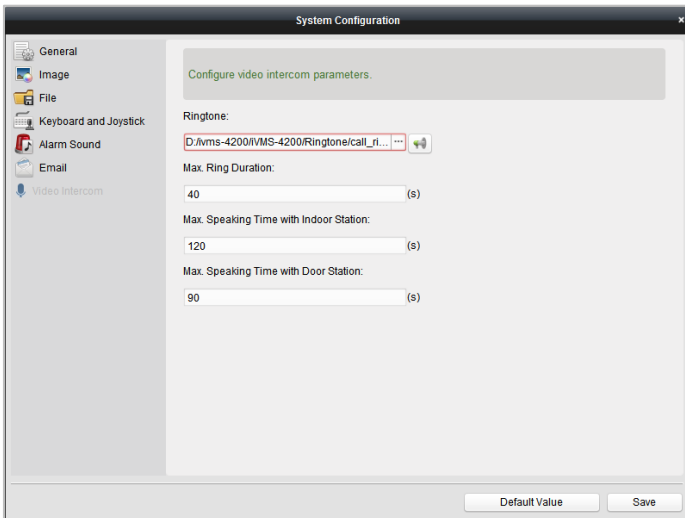 System Configuration
General
Image
File
Keyboard and Joystick
Alarm Sound
Email
Video Intercom
Configure video intercom parameters.
Ringtone:
D:/ivms-4200/iVMS-4200/Ringtone/call_ri... ...
Max. Ring Duration:
40 (s)
Max. Speaking Time with Indoor Station:
120 (s)
Max. Speaking Time with Door Station:
90 (s)
Default Value Save